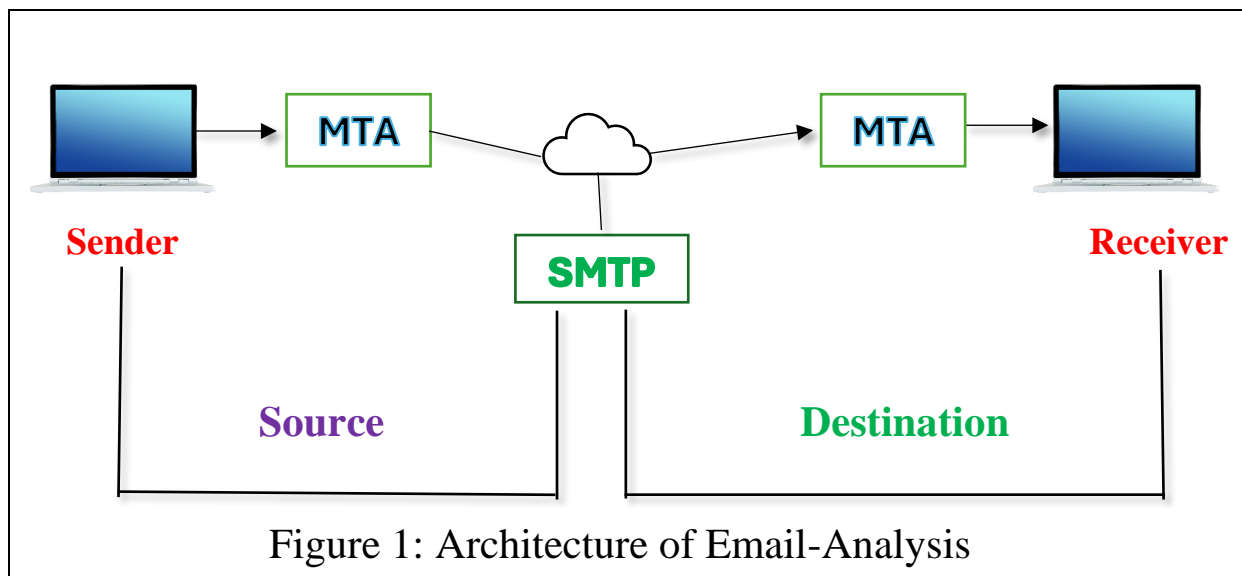 MTA
MTA
Sender
Receiver
SMTP
Source
Destination
Figure 1: Architecture of Email-Analysis